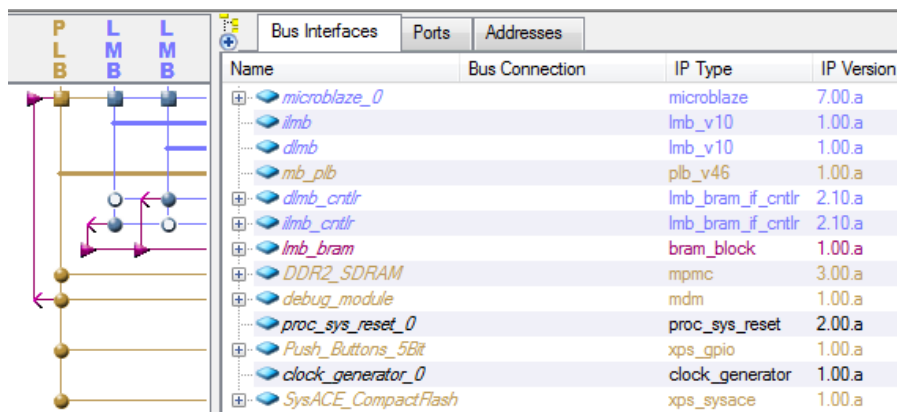 PLB LMB LMB
Bus Interfaces Ports Addresses
Name Bus Connection IP Type IP Version
microblaze_0 microblaze 7.00.a
ilmb lmb_v10 1.00.a
dlmb lmb_v10 1.00.a
mb_plb plb_v46 1.00.a
dlmb_cntlr lmb_bram_if_cntlr 2.10.a
ilmb_cntlr lmb_bram_if_cntlr 2.10.a
lmb_bram bram_block 1.00.a
DDR2_SDRAM mpmc 3.00.a
debug_module mdm 1.00.a
proc_sys_reset_0 proc_sys_reset 2.00.a
Push_Buttons_5Bit xps_gpio 1.00.a
clock_generator_0 clock_generator 1.00.a
SysACE_CompactFlash xps_sysace 1.00.a